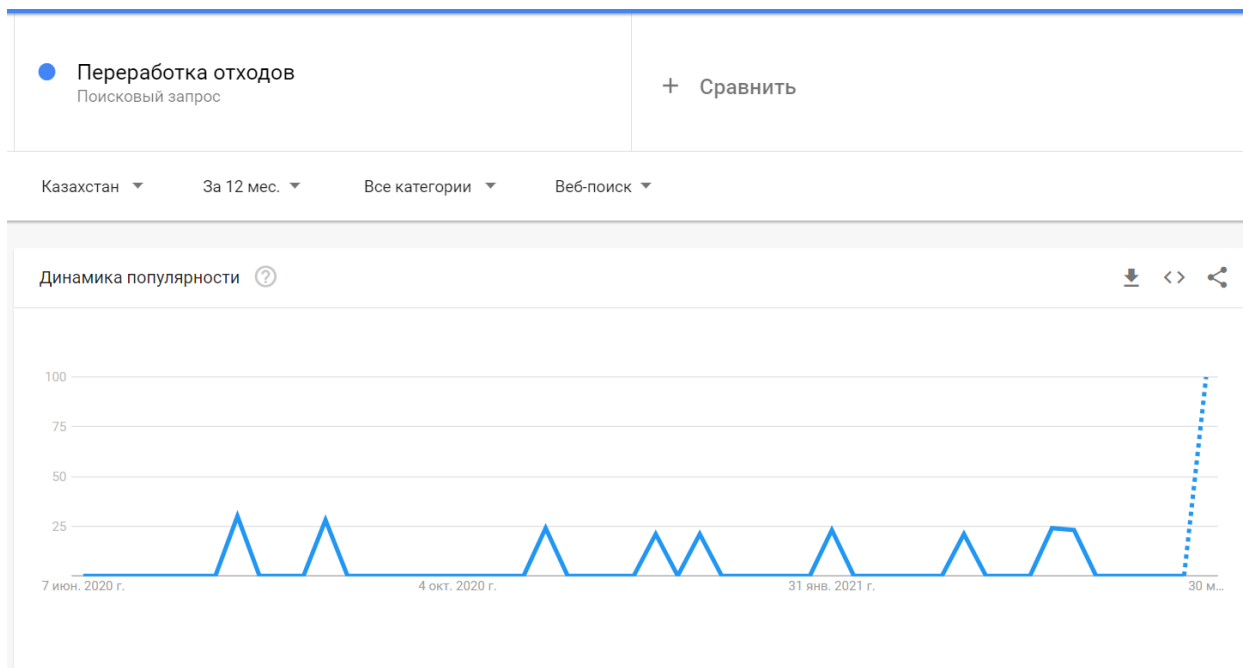 Переработка отходов
Поисковый запрос
+ Сравнить
Казахстан
За 12 мес.
Все категории
Веб-поиск
Динамика популярности ?
100
75
50
25
7 июн. 2020 г.
4 окт. 2020 г.
31 янв. 2021 г.
30 м...